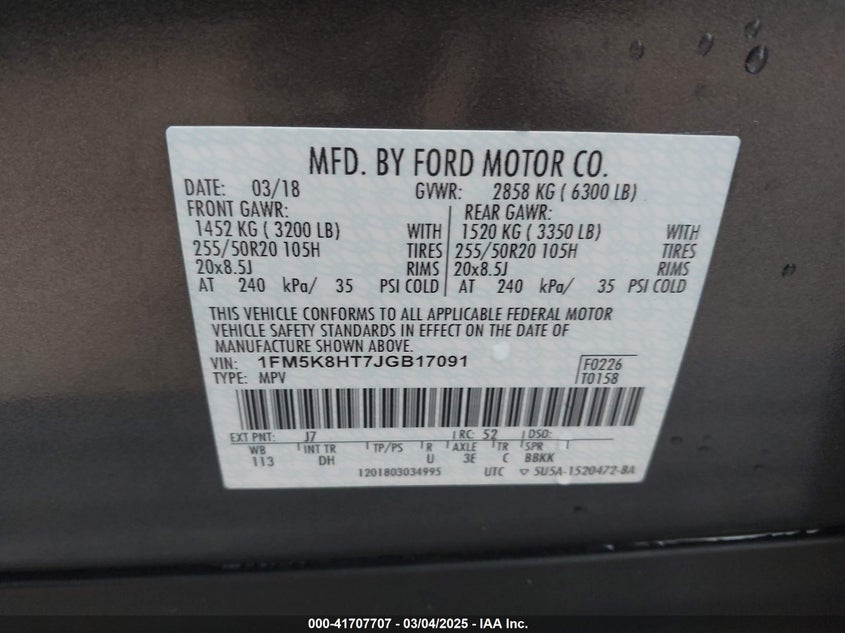 MFD. BY FORD MOTOR CO.
DATE: 03/18 GVWR: 2858 KG ( 6300 LB)
FRONT GAWR: REAR GAWR:
1452 KG ( 3200 LB) WITH 1520 KG ( 3350 LB) WITH
255/50R20 105H TIRES 255/50R20 105H TIRES
20x8.5J RIMS 20x8.5J RIMS
AT 240 kPa/ 35 PSI COLD AT 240 kPa/ 35 PSI COLD
THIS VEHICLE CONFORMS TO ALL APPLICABLE FEDERAL MOTOR
VEHICLE SAFETY STANDARDS IN EFFECT ON THE DATE OF
MANUFACTURE SHOWN ABOVE.
VIN: 1FM5K8HT7JGB17091 F0226
TYPE: MPV T0158
EXT PNT: J7 RC: 52 DSO:
WB INT TR TP/PS R AXLE TR SPR
113 DH U 3E C BBKK
1201803034995 UTC ▽ 5U5A-1520472-BA
000-41707707 - 03/04/2025 - IAA Inc.